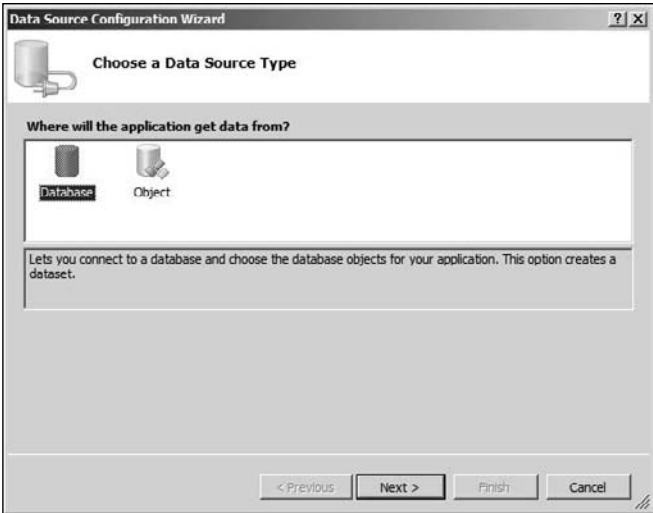 Data Source Configuration Wizard
Choose a Data Source Type
Where will the application get data from?
Database
Object
Lets you connect to a database and choose the database objects for your application. This option creates a
dataset.
< Previous
Next >
Finish
Cancel